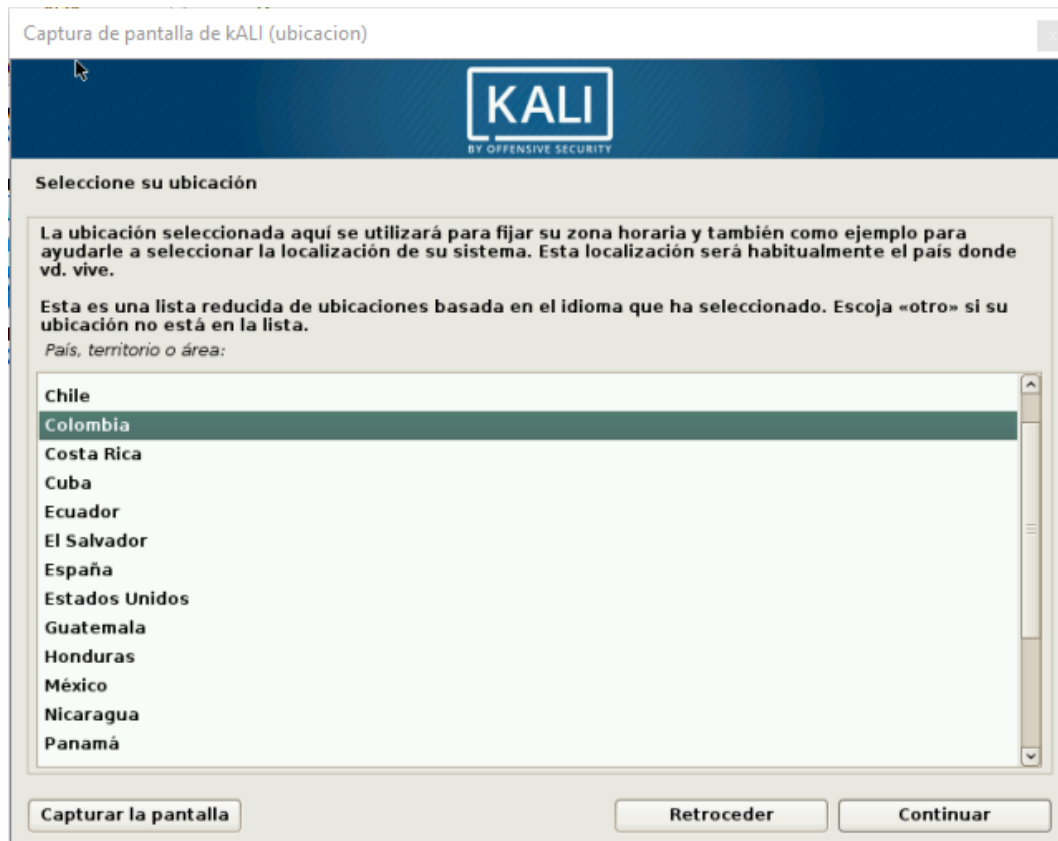 Captura de pantalla de kALI (ubicacion)
KALI
BY OFFENSIVE SECURITY
Seleccione su ubicación
La ubicación seleccionada aquí se utilizará para fijar su zona horaria y también como ejemplo para
ayudarle a seleccionar la localización de su sistema. Esta localización será habitualmente el país donde
vd. vive.
Esta es una lista reducida de ubicaciones basada en el idioma que ha seleccionado. Escoja «otro» si su
ubicación no está en la lista.
País, territorio o área:
Chile
Colombia
Costa Rica
Cuba
Ecuador
El Salvador
España
Estados Unidos
Guatemala
Honduras
México
Nicaragua
Panamá
Capturar la pantalla
Retroceder
Continuar